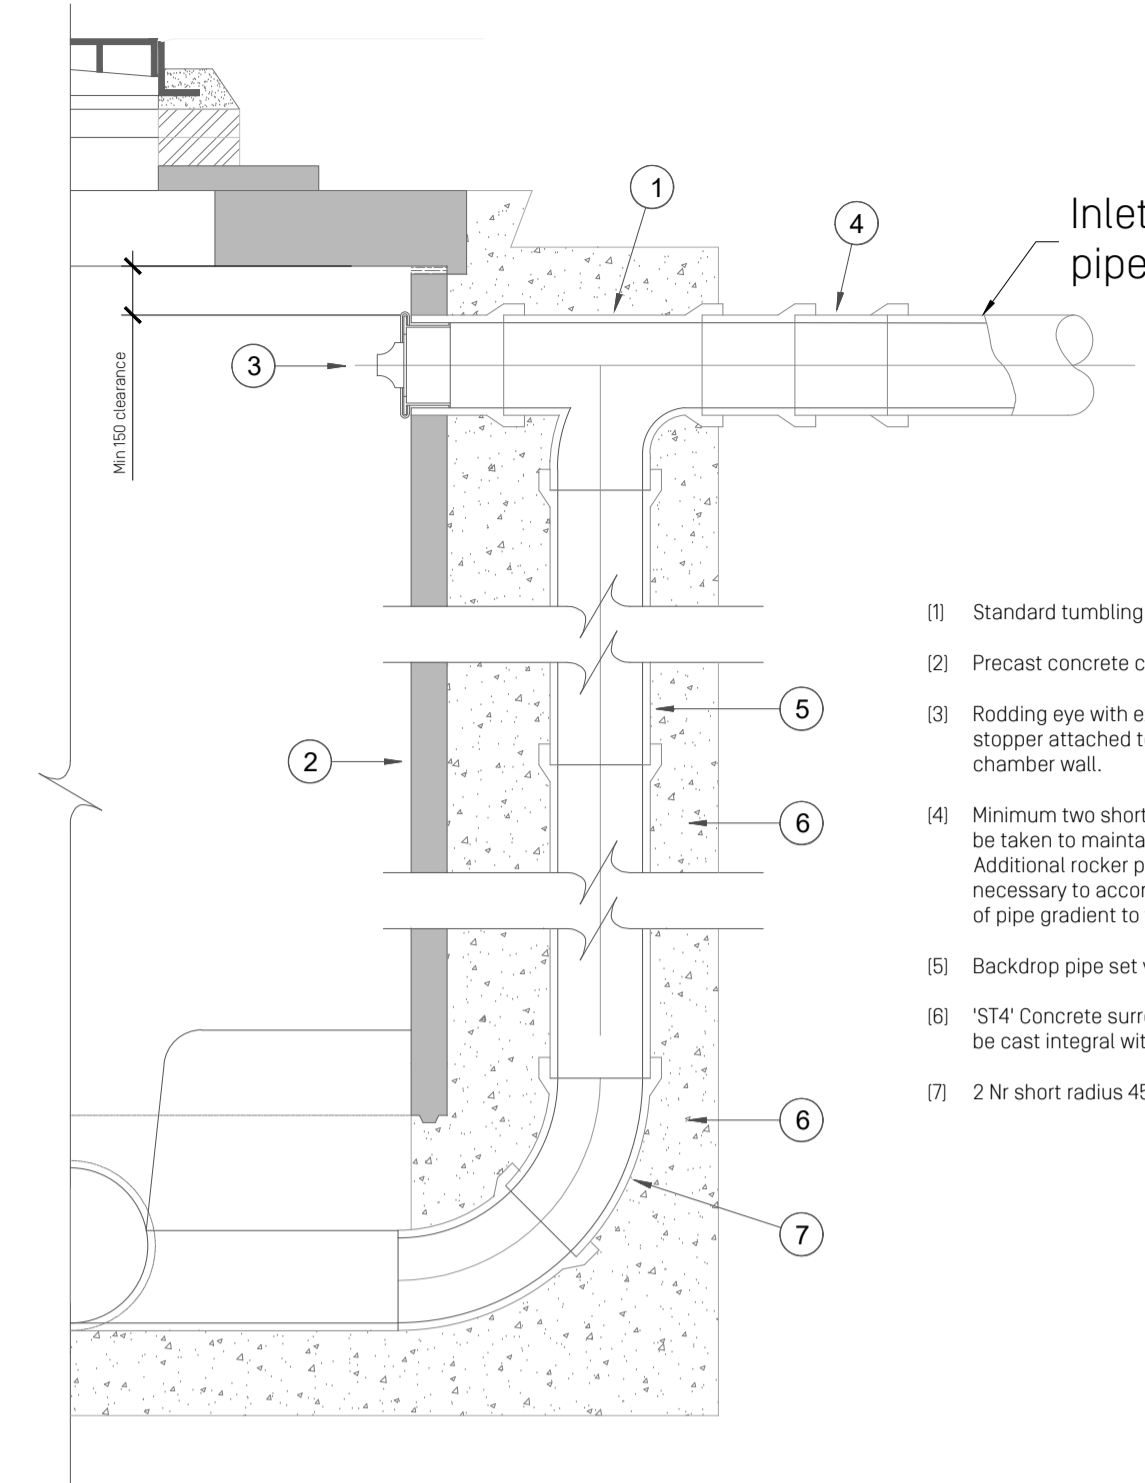 1
4
Inlet
pipe
3
Min 150 clearance
2
5
6
6
7
[1] Standard tumbling
[2] Precast concrete c
[3] Rodding eye with e
stopper attached t
chamber wall.
[4] Minimum two short
be taken to mainta
Additional rocker p
necessary to accor
of pipe gradient to
[5] Backdrop pipe set v
[6] 'ST4' Concrete surr
be cast integral wit
[7] 2 Nr short radius 45